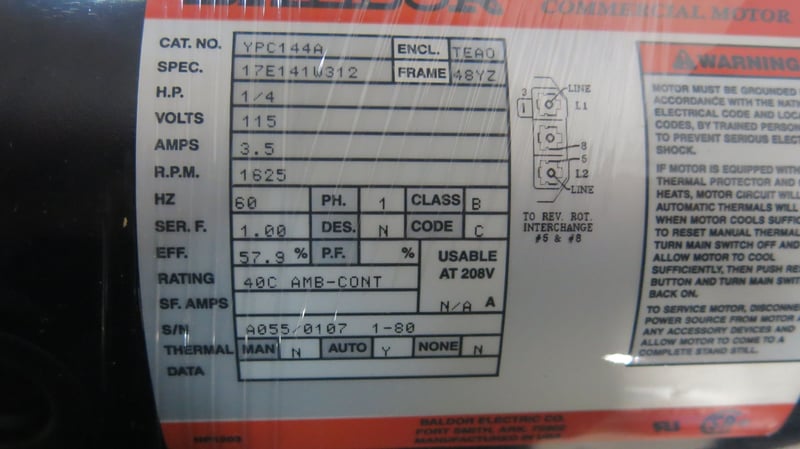 COMMERCIAL MOTOR
CAT. NO. YPC144A ENCL. TEAO
SPEC. 17E141W312 FRAME 48YZ
H.P. 1/4
VOLTS 115
AMPS 3.5
R.P.M. 1625
HZ 60 PH. 1 CLASS B
SER. F. 1.00 DES. N CODE C
EFF. 57.9 % P.F. %
USABLE
AT 208V
RATING 40C AMB-CONT
SF. AMPS N/A A
S/N A055/0107 1-80
THERMAL MAN N AUTO Y NONE N
DATA
3
1
LINE
L1
8
5
L2
LINE
TO REV. ROT.
INTERCHANGE
#5 & #8
WARNING
MOTOR MUST BE GROUNDED
ACCORDANCE WITH THE
ELECTRICAL CODE AND
CODES, BY TRAINED
TO PREVENT SERIOUS
SHOCK.
IF MOTOR IS EQUIPPED WITH
THERMAL PROTECTOR AND
HEATS, MOTOR CIRCUIT WILL
AUTOMATIC THERMALS WILL
WHEN MOTOR COOLS
TO RESET MANUAL
TURN MAIN SWITCH OFF AND
ALLOW MOTOR TO COOL
SUFFICIENTLY, THEN PUSH
BUTTON AND TURN MAIN
BACK ON.
TO SERVICE MOTOR,
POWER SOURCE FROM MOTOR
ANY ACCESSORY DEVICES AND
ALLOW MOTOR TO COME TO A
COMPLETE STAND STILL.
BALDOR ELECTRIC CO.
FORT SMITH, ARK.
MANUFACTURED IN USA